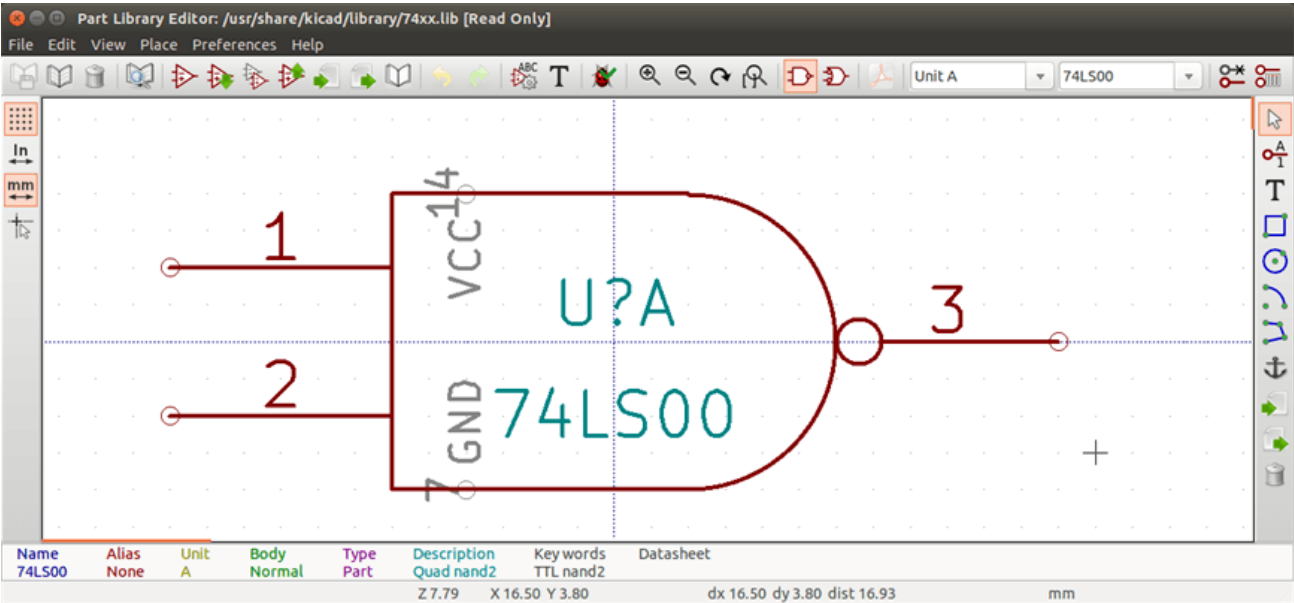 Part Library Editor: /usr/share/kicad/library/74xx.lib [Read Only]
File Edit View Place Preferences Help
ABC T Unit A 74LS00
In
mm
A
1
T
14
VCC
1
U?A
3
2
GND
74LS00
7
Name Alias Unit Body Type Description Key words Datasheet
74LS00 None A Normal Part Quad nand2 TTL nand2
Z 7.79 X 16.50 Y 3.80 dx 16.50 dy 3.80 dist 16.93 mm